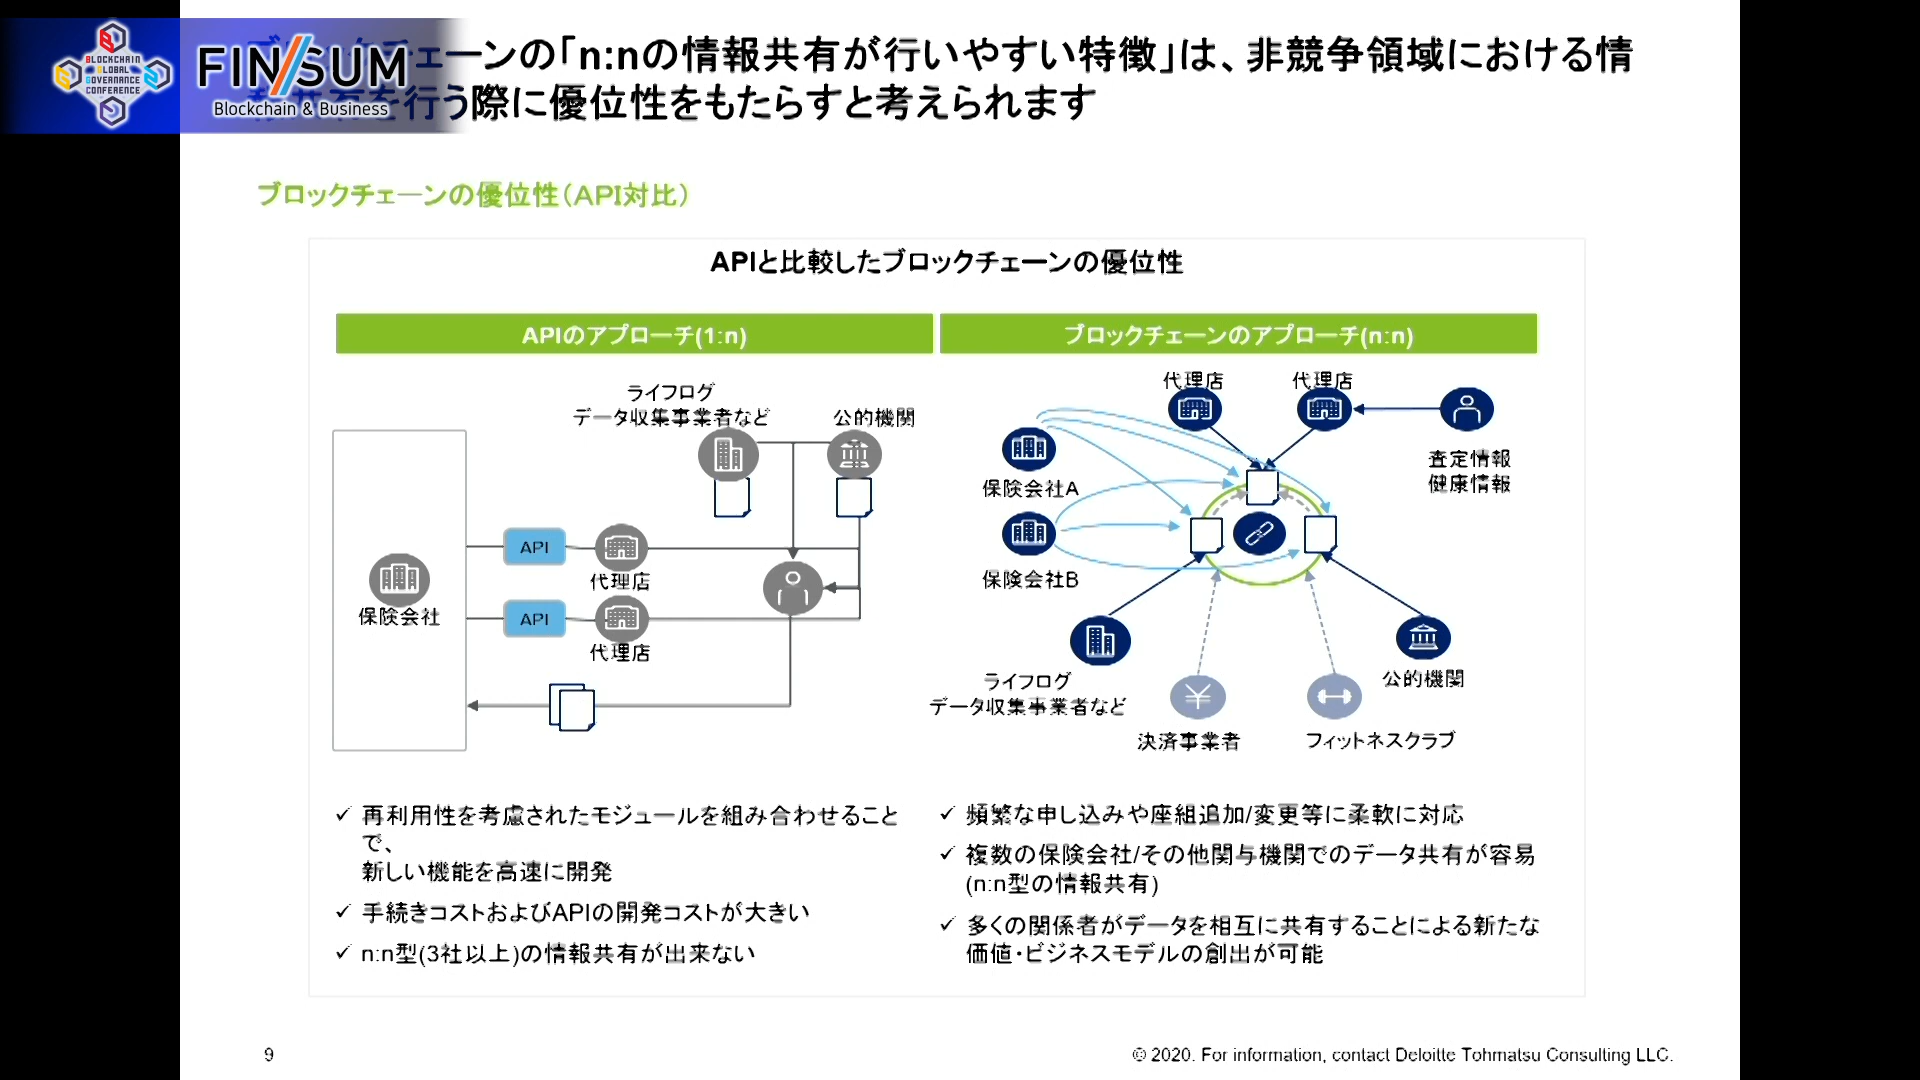 BLOCKCHAIN
GLOBAL
GOVERNANCE
CONFERENCE
FIN/SUM
Blockchain & Business
ェーンの「n:nの情報共有が行いやすい特徴」は、非競争領域における情
を行う際に優位性をもたらすと考えられます
ブロックチェーンの優位性（API対比）
APIと比較したブロックチェーンの優位性
APIのアプローチ(1:n)
ブロックチェーンのアプローチ(n:n)
ライフログ
データ収集事業者など
公的機関
API
代理店
保険会社
API
代理店
代理店
代理店
保険会社A
査定情報
健康情報
保険会社B
ライフログ
データ収集事業者など
公的機関
決済事業者
フィットネスクラブ
✓ 再利用性を考慮されたモジュールを組み合わせること
で、
新しい機能を高速に開発
✓ 手続きコストおよびAPIの開発コストが大きい
✓ n:n型(3社以上)の情報共有が出来ない
✓ 頻繁な申し込みや座組追加/変更等に柔軟に対応
✓ 複数の保険会社/その他関与機関でのデータ共有が容易
(n:n型の情報共有)
✓ 多くの関係者がデータを相互に共有することによる新たな
価値・ビジネスモデルの創出が可能
9
© 2020. For information, contact Deloitte Tohmatsu Consulting LLC.